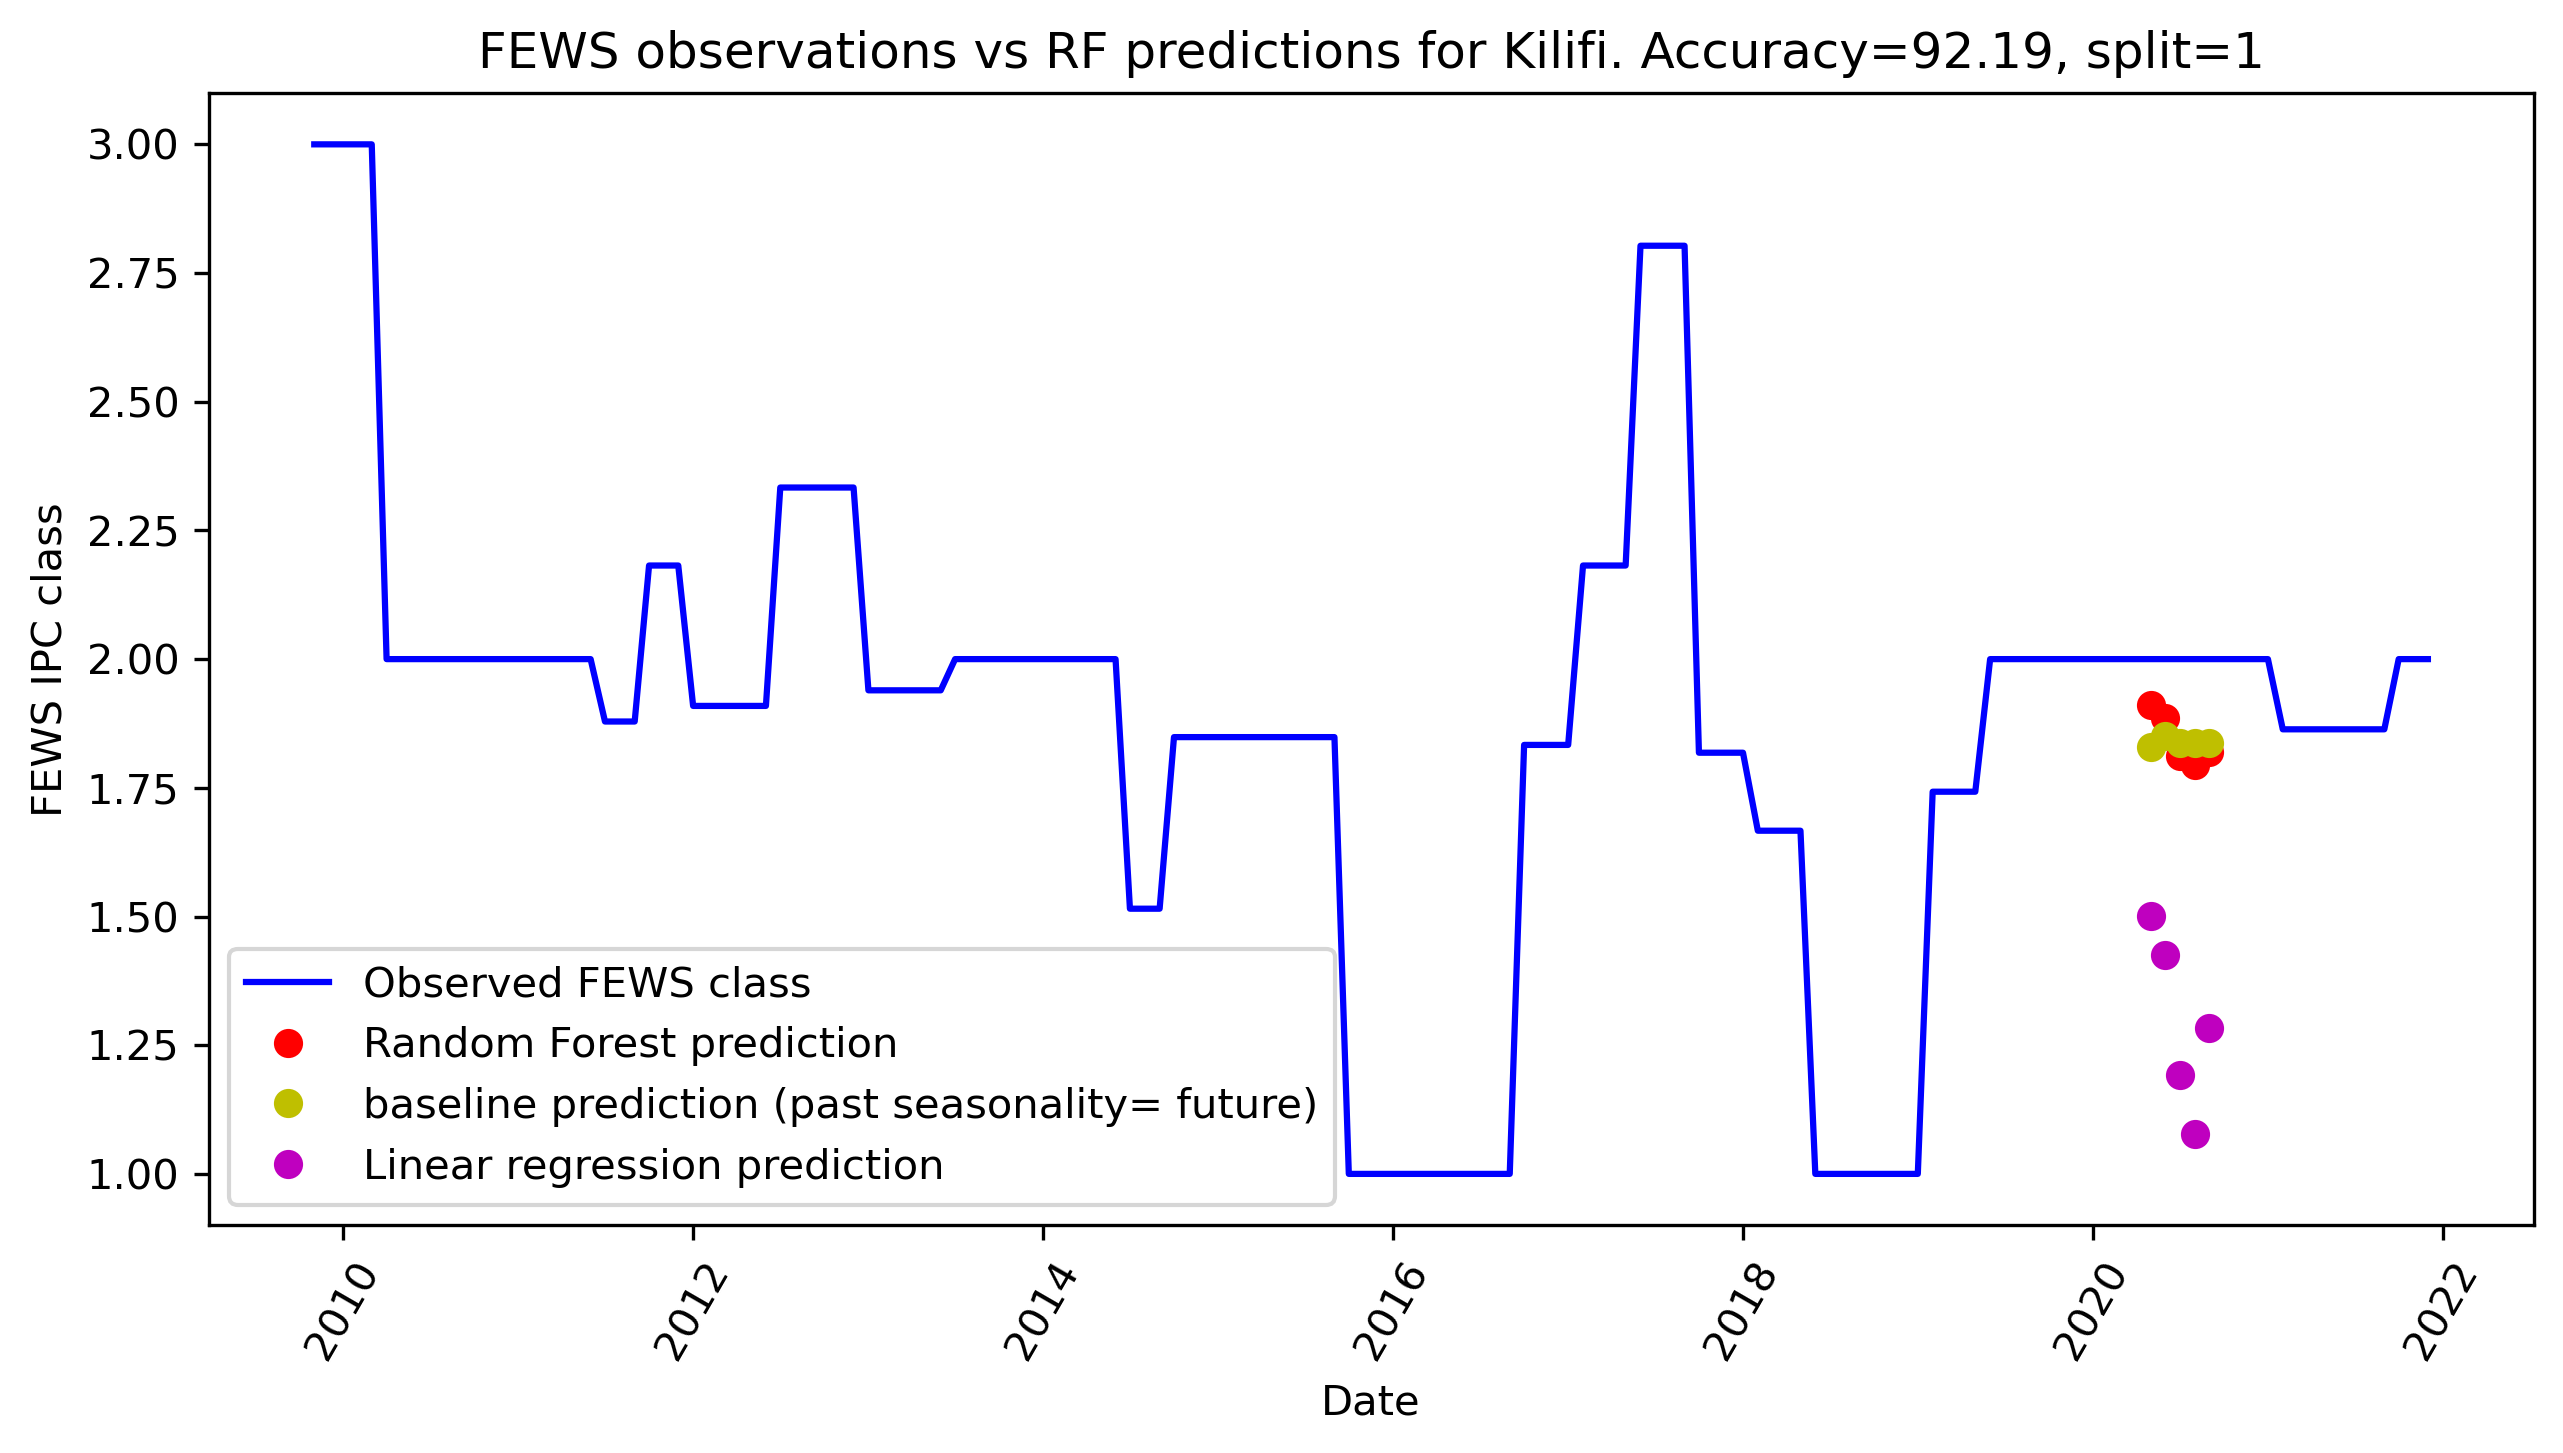 FEWS observations vs RF predictions for Kilifi. Accuracy=92.19, split=1
FEWS IPC class
3.00
2.75
2.50
2.25
2.00
1.75
1.50
1.25
1.00
Observed FEWS class
Random Forest prediction
baseline prediction (past seasonality= future)
Linear regression prediction
2010
2012
2014
2016
2018
2020
2022
Date